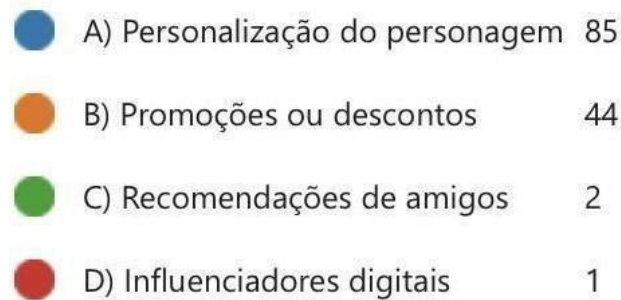 A) Personalização do personagem 85
B) Promoções ou descontos 44
C) Recomendações de amigos 2
D) Influenciadores digitais 1